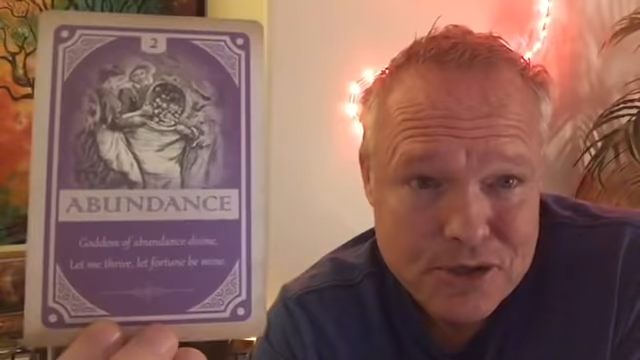 2
ABUNDANCE
Goddess of abundance divine,
Let me thrive, let fortune be mine.